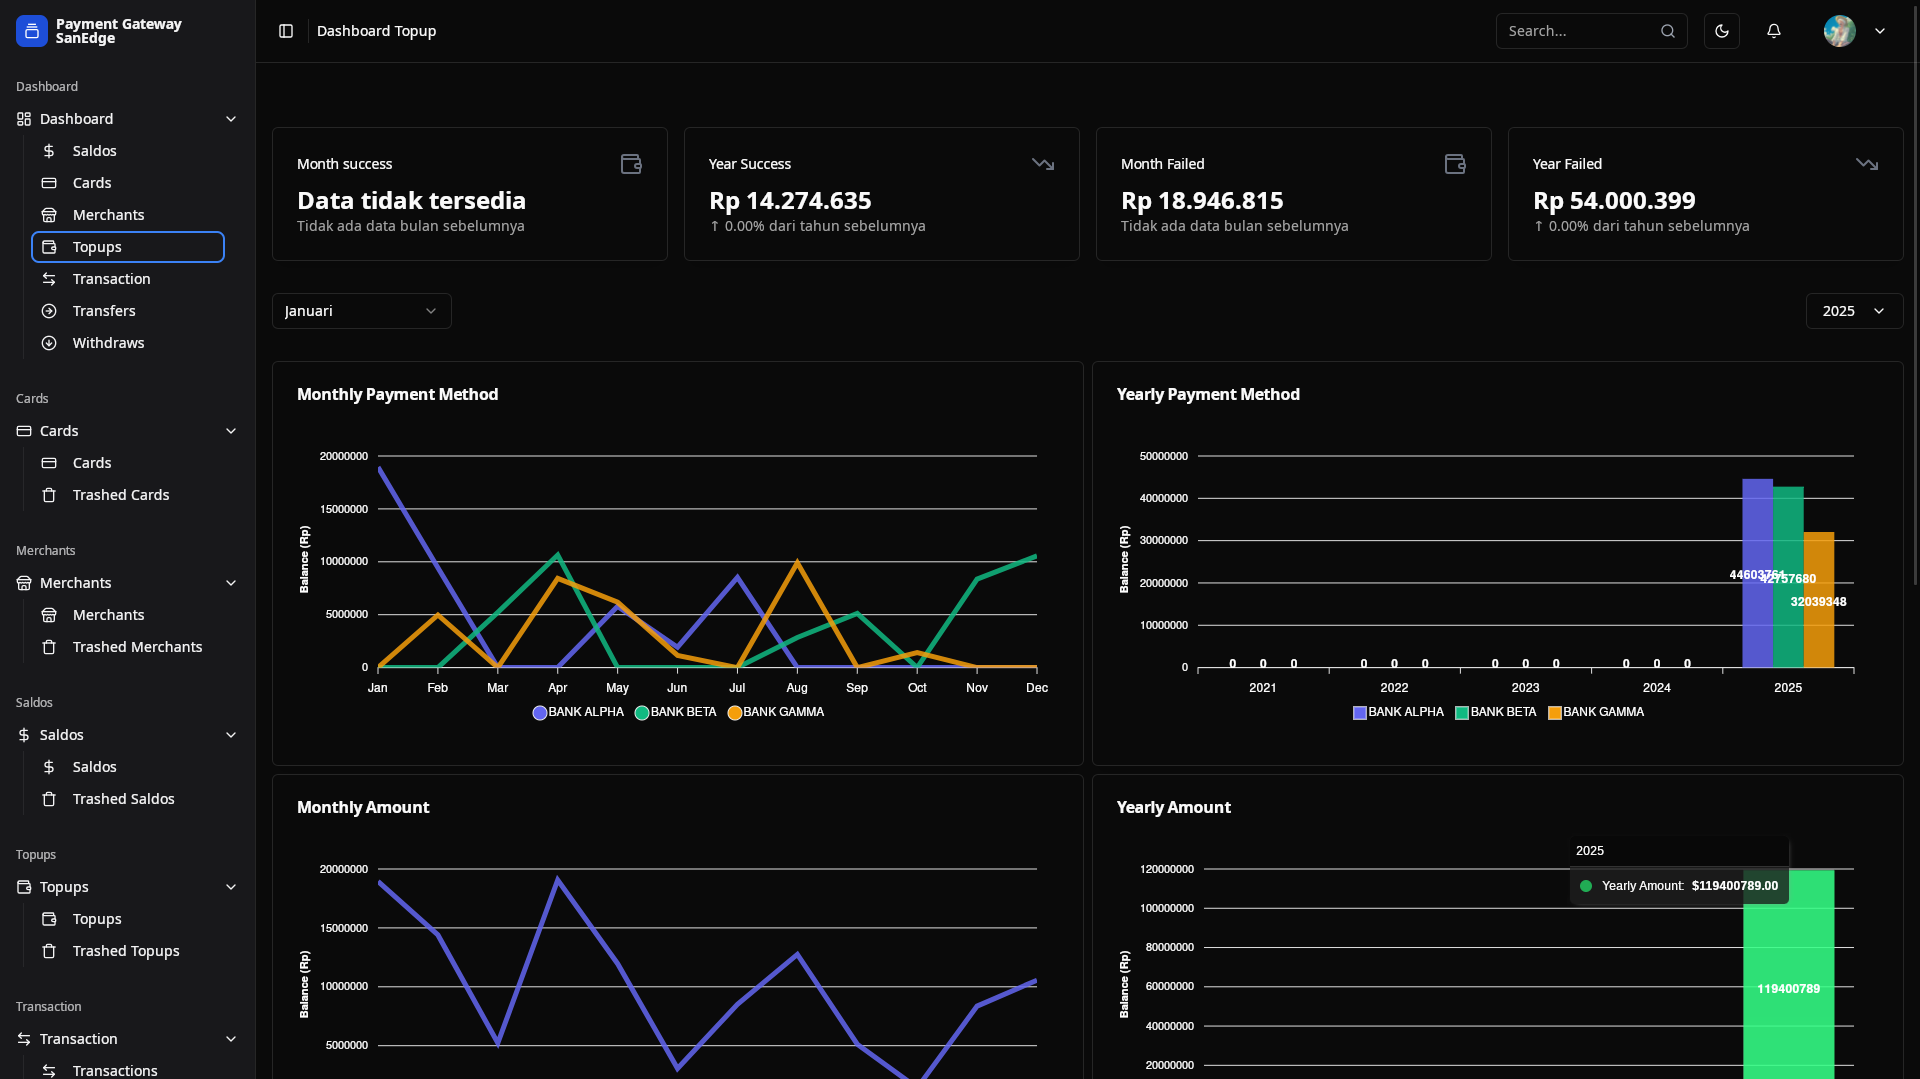 Payment Gateway
SanEdge
Dashboard
Dashboard
Saldos
Cards
Merchants
Topups
Transaction
Transfers
Withdraws
Cards
Cards
Cards
Trashed Cards
Merchants
Merchants
Merchants
Trashed Merchants
Saldos
Saldos
Saldos
Trashed Saldos
Topups
Topups
Topups
Trashed Topups
Transaction
Transaction
Transactions
Dashboard Topup
Search...
Month success
Data tidak tersedia
Tidak ada data bulan sebelumnya
Year Success
Rp 14.274.635
↑ 0.00% dari tahun sebelumnya
Month Failed
Rp 18.946.815
Tidak ada data bulan sebelumnya
Year Failed
Rp 54.000.399
↑ 0.00% dari tahun sebelumnya
Januari
2025
Monthly Payment Method
Balance (Rp)
20000000
15000000
10000000
5000000
0
Jan Feb Mar Apr May Jun Jul Aug Sep Oct Nov Dec
BANK ALPHA BANK BETA BANK GAMMA
Yearly Payment Method
Balance (Rp)
50000000
40000000
30000000
20000000
10000000
0
44603761
42757680
32039348
0 0 0 0 0 0 0 0 0 0 0 0
2021 2022 2023 2024 2025
BANK ALPHA BANK BETA BANK GAMMA
Monthly Amount
Balance (Rp)
20000000
15000000
10000000
5000000
Yearly Amount
Balance (Rp)
120000000
100000000
80000000
60000000
40000000
20000000
2025
Yearly Amount: $119400789.00
119400789